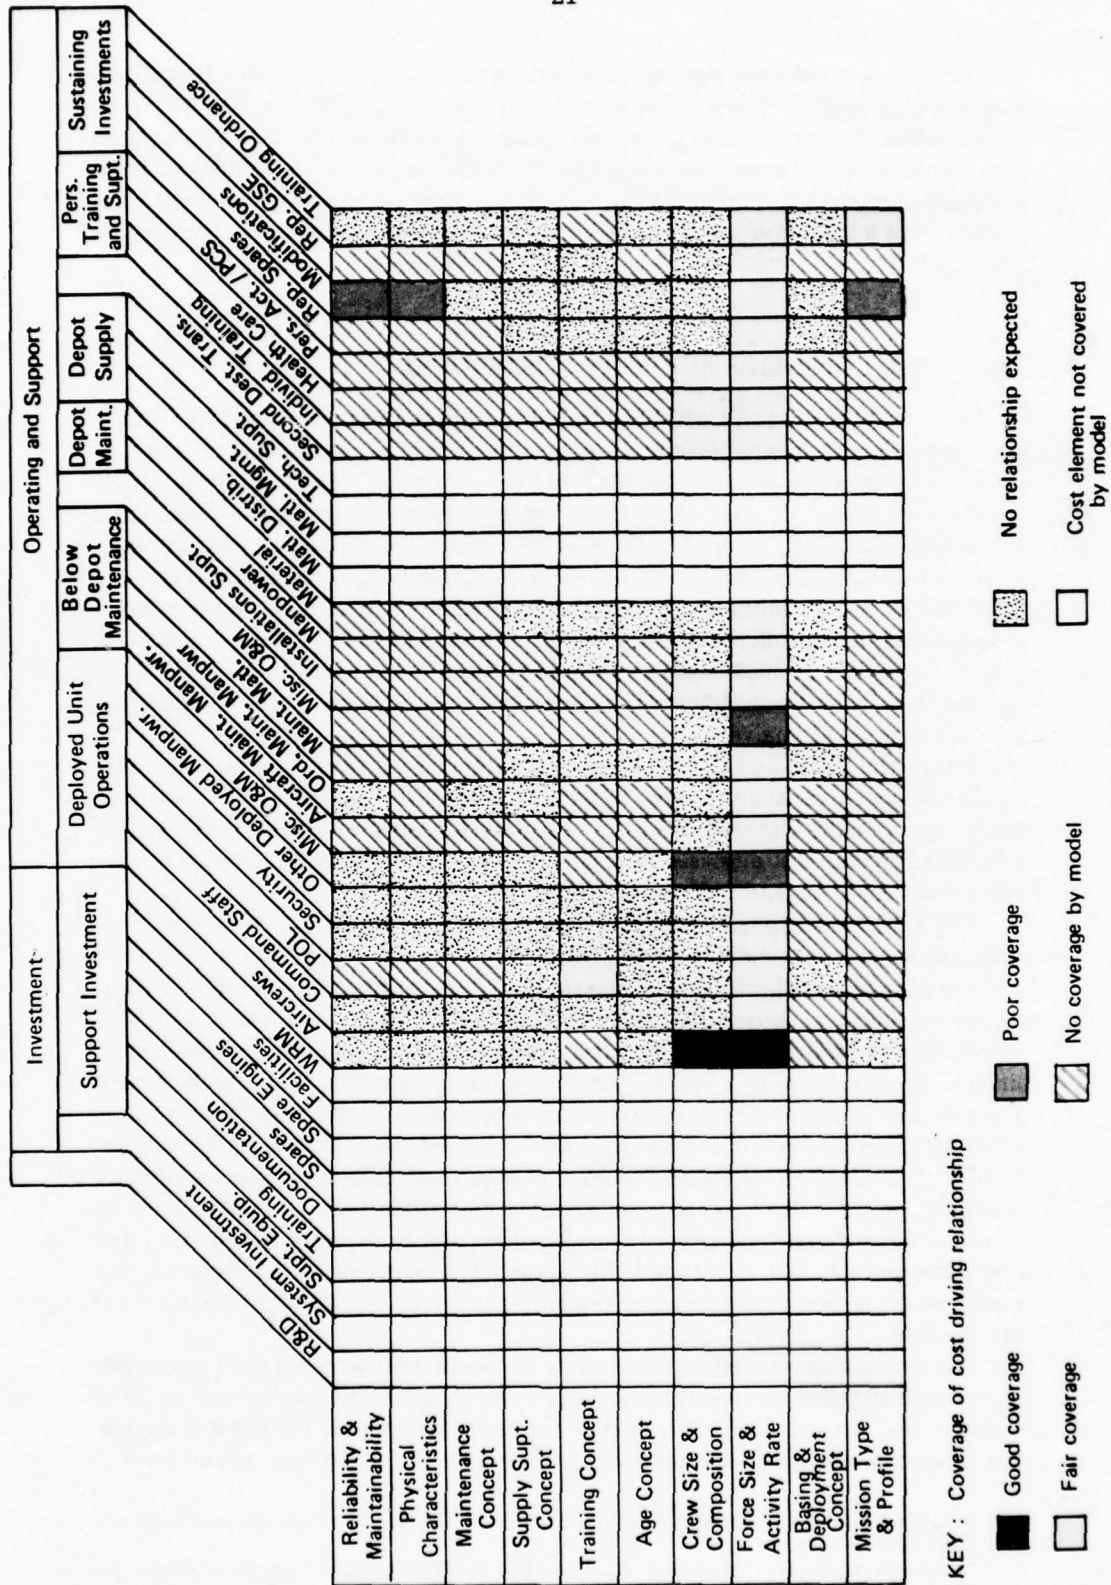 21
Investment
Operating and Support
Support Investment
Deployed Unit
Operations
Below
Depot
Maintenance
Depot
Maint.
Depot
Supply
Pers.
Training
and Supt.
Sustaining
Investments
R&D
System Investment
Supt. Equip.
Training
Documentation
Spares
Spare Engines
Facilities
WRM
Aircrews
Command Staff
POL
Security
Other Deployed Manpwr.
Misc. O&M
Aircraft Maint. Manpwr.
Ord. Maint. Manpwr
Maint. Matl.
Misc. O&M
Installations Supt.
Manpower
Material
Matl. Distrib.
Matl. Mgmt.
Tech. Supt.
Second Dest. Trans.
Individ. Training
Health Care
Pers. Act. / PCS
Rep. Spares
Modifications
Rep. GSE
Training Ordnance
Reliability &
Maintainability
Physical
Characteristics
Maintenance
Concept
Supply Supt.
Concept
Training Concept
Age Concept
Crew Size &
Composition
Force Size &
Activity Rate
Basing &
Deployment
Concept
Mission Type
& Profile
KEY : Coverage of cost driving relationship
Good coverage
Poor coverage
No relationship expected
Fair coverage
No coverage by model
Cost element not covered
by model